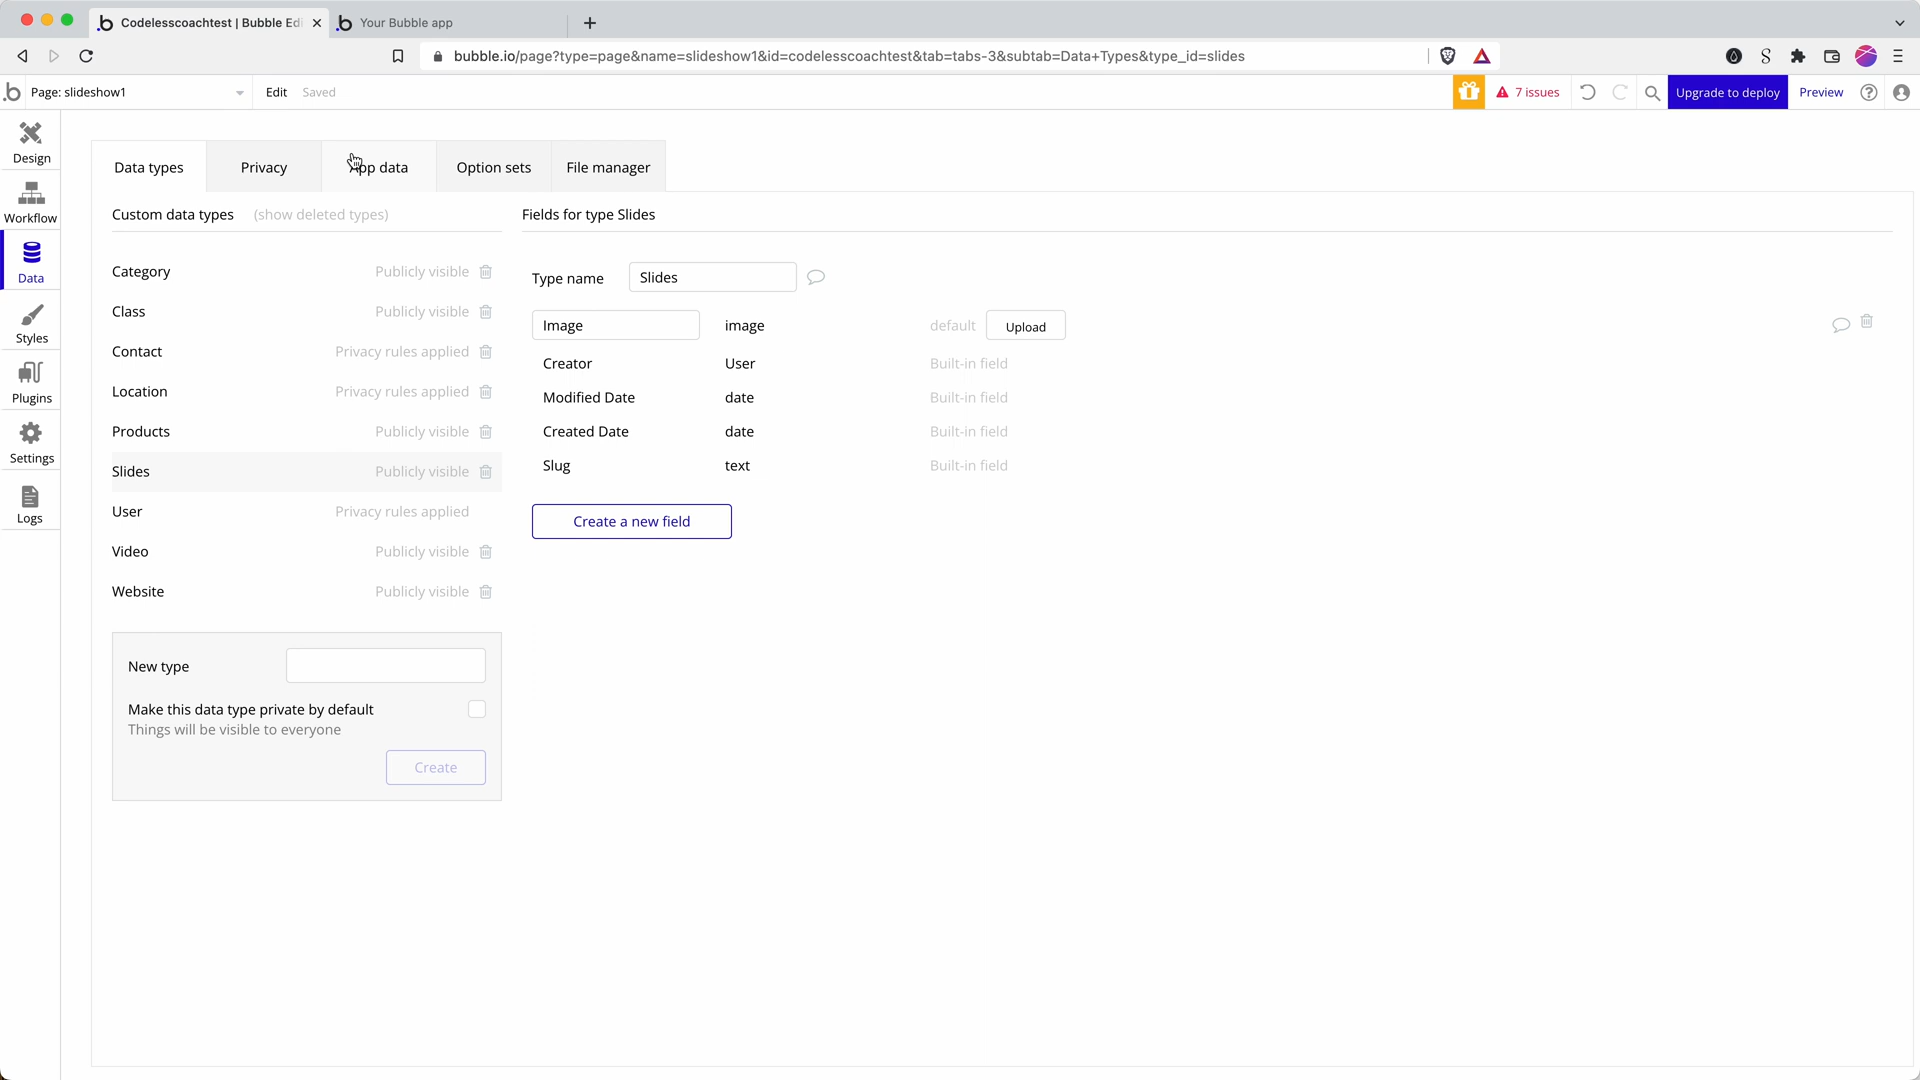 Codelesscoachtest | Bubble Edi
Your Bubble app
bubble.io/page?type=page&name=slideshow1&id=codelesscoachtest&tab=tabs-3&subtab=Data+Types&type_id=slides
Page: slideshow1
Edit
Saved
7 issues
Upgrade to deploy
Preview
Design
Workflow
Data
Styles
Plugins
Settings
Logs
Data types
Privacy
App data
Option sets
File manager
Custom data types
(show deleted types)
Category Publicly visible
Class Publicly visible
Contact Privacy rules applied
Location Privacy rules applied
Products Publicly visible
Slides Publicly visible
User Privacy rules applied
Video Publicly visible
Website Publicly visible
New type
Make this data type private by default
Things will be visible to everyone
Create
Fields for type Slides
Type name Slides
Image image default Upload
Creator User Built-in field
Modified Date date Built-in field
Created Date date Built-in field
Slug text Built-in field
Create a new field